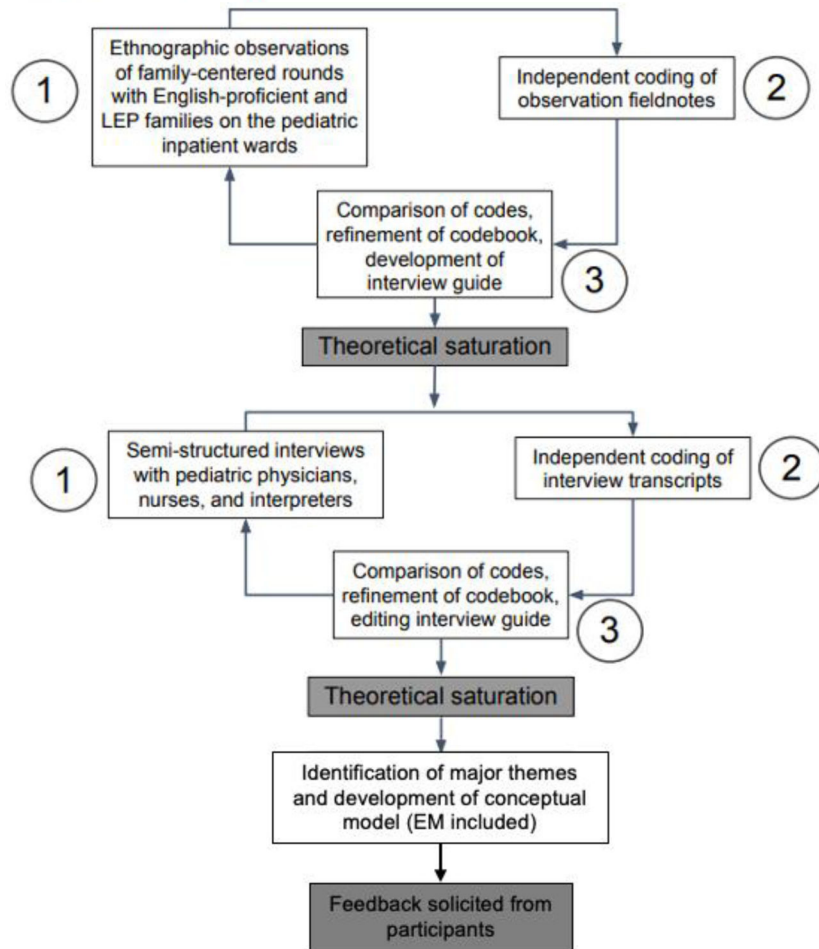 1
Ethnographic observations
of family-centered rounds
with English-proficient and
LEP families on the pediatric
inpatient wards
Independent coding of
observation fieldnotes
2
Comparison of codes,
refinement of codebook,
development of
interview guide
3
Theoretical saturation
1
Semi-structured interviews
with pediatric physicians,
nurses, and interpreters
Independent coding of
interview transcripts
2
Comparison of codes,
refinement of codebook,
editing interview guide
3
Theoretical saturation
Identification of major themes
and development of conceptual
model (EM included)
Feedback solicited from
participants